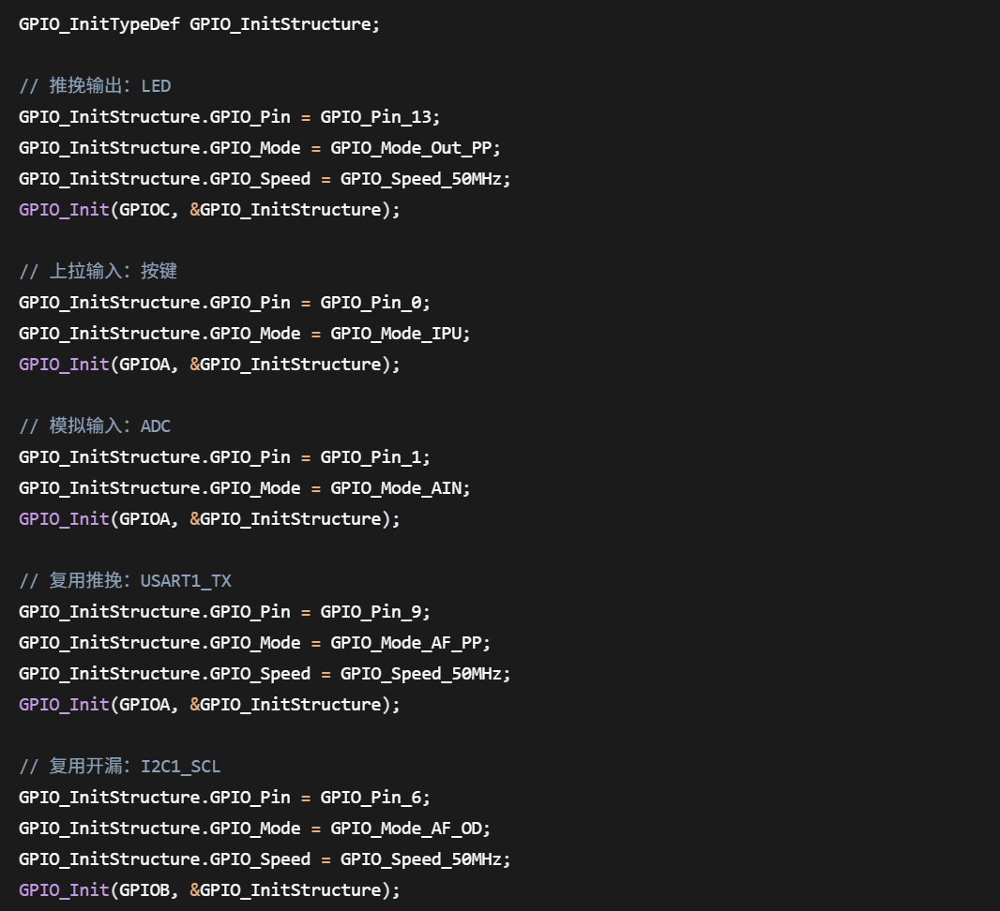 GPIO_InitTypeDef GPIO_InitStructure;
// 推挽输出：LED
GPIO_InitStructure.GPIO_Pin = GPIO_Pin_13;
GPIO_InitStructure.GPIO_Mode = GPIO_Mode_Out_PP;
GPIO_InitStructure.GPIO_Speed = GPIO_Speed_50MHz;
GPIO_Init(GPIOC, &GPIO_InitStructure);
// 上拉输入：按键
GPIO_InitStructure.GPIO_Pin = GPIO_Pin_0;
GPIO_InitStructure.GPIO_Mode = GPIO_Mode_IPU;
GPIO_Init(GPIOA, &GPIO_InitStructure);
// 模拟输入：ADC
GPIO_InitStructure.GPIO_Pin = GPIO_Pin_1;
GPIO_InitStructure.GPIO_Mode = GPIO_Mode_AIN;
GPIO_Init(GPIOA, &GPIO_InitStructure);
// 复用推挽：USART1_TX
GPIO_InitStructure.GPIO_Pin = GPIO_Pin_9;
GPIO_InitStructure.GPIO_Mode = GPIO_Mode_AF_PP;
GPIO_InitStructure.GPIO_Speed = GPIO_Speed_50MHz;
GPIO_Init(GPIOA, &GPIO_InitStructure);
// 复用开漏：I2C1_SCL
GPIO_InitStructure.GPIO_Pin = GPIO_Pin_6;
GPIO_InitStructure.GPIO_Mode = GPIO_Mode_AF_OD;
GPIO_InitStructure.GPIO_Speed = GPIO_Speed_50MHz;
GPIO_Init(GPIOB, &GPIO_InitStructure);